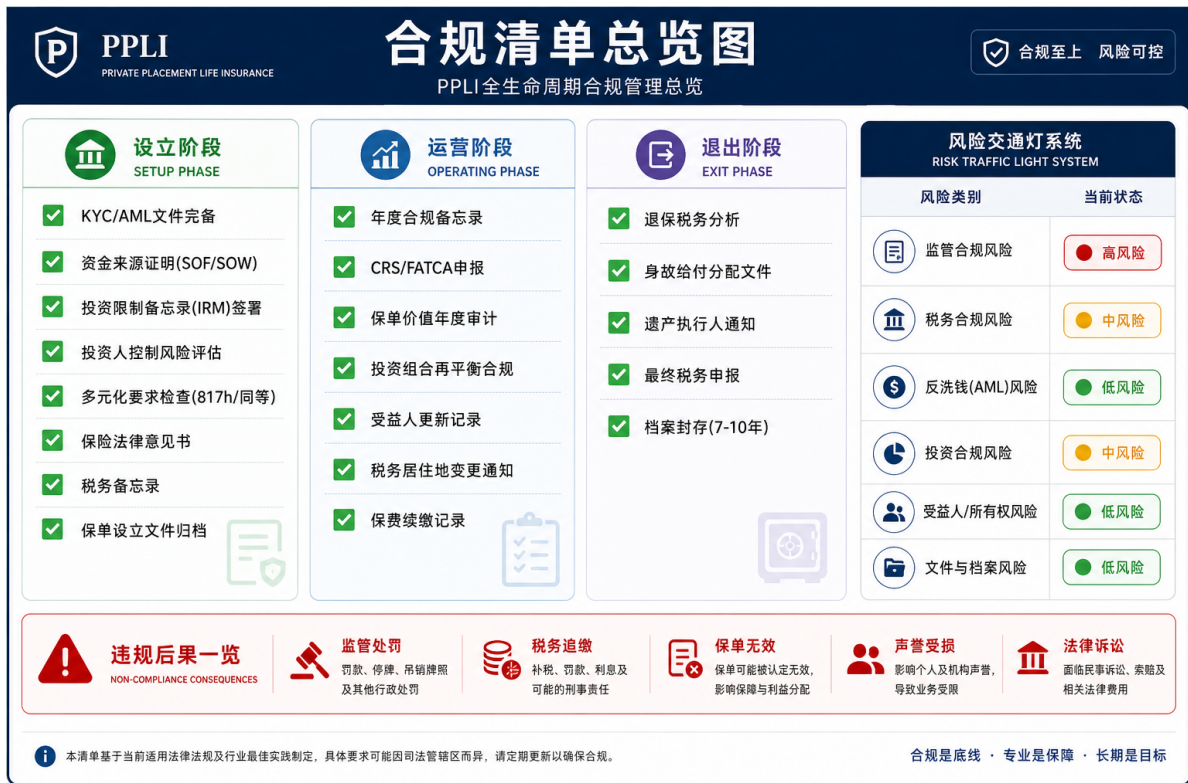 P
PPLI
PRIVATE PLACEMENT LIFE INSURANCE
合规清单总览图
PPLI全生命周期合规管理总览
合规至上 风险可控
设立阶段
SETUP PHASE
KYC/AML文件完备
资金来源证明(SOF/SOW)
投资限制备忘录(IRM)签署
投资人控制风险评估
多元化要求检查(817h/同等)
保险法律意见书
税务备忘录
保单设立文件归档
运营阶段
OPERATING PHASE
年度合规备忘录
CRS/FATCA申报
保单价值年度审计
投资组合再平衡合规
受益人更新记录
税务居住地变更通知
保费续缴记录
退出阶段
EXIT PHASE
退保税务分析
身故给付分配文件
遗产执行人通知
最终税务申报
档案封存(7-10年)
风险交通灯系统
RISK TRAFFIC LIGHT SYSTEM
风险类别 当前状态
监管合规风险 高风险
税务合规风险 中风险
$ 反洗钱(AML)风险 低风险
投资合规风险 中风险
受益人/所有权风险 低风险
文件与档案风险 低风险
违规后果一览
NON-COMPLIANCE CONSEQUENCES
监管处罚
罚款、停牌、吊销牌照
及其他行政处罚
税务追缴
补税、罚款、利息及
可能的刑事责任
保单无效
保单可能被认定无效,
影响保障与利益分配
声誉受损
影响个人及机构声誉,
导致业务受限
法律诉讼
面临民事诉讼、索赔及
相关法律费用
本清单基于当前适用法律法规及行业最佳实践制定，具体要求可能因司法管辖区而异，请定期更新以确保合规。
合规是底线 · 专业是保障 · 长期是目标